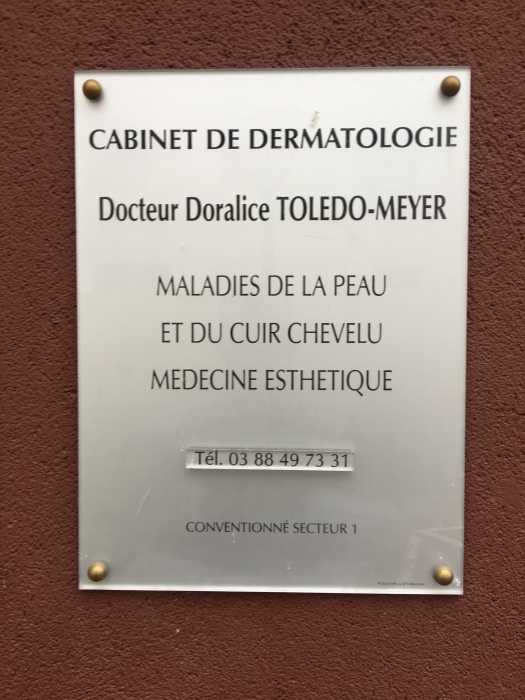 CABINET DE DERMATOLOGIE
Docteur Doralice TOLEDO-MEYER
MALADIES DE LA PEAU
ET DU CUIR CHEVELU
MEDECINE ESTHETIQUE
Tél. 03 88 49 73 31
CONVENTIONNÉ SECTEUR 1